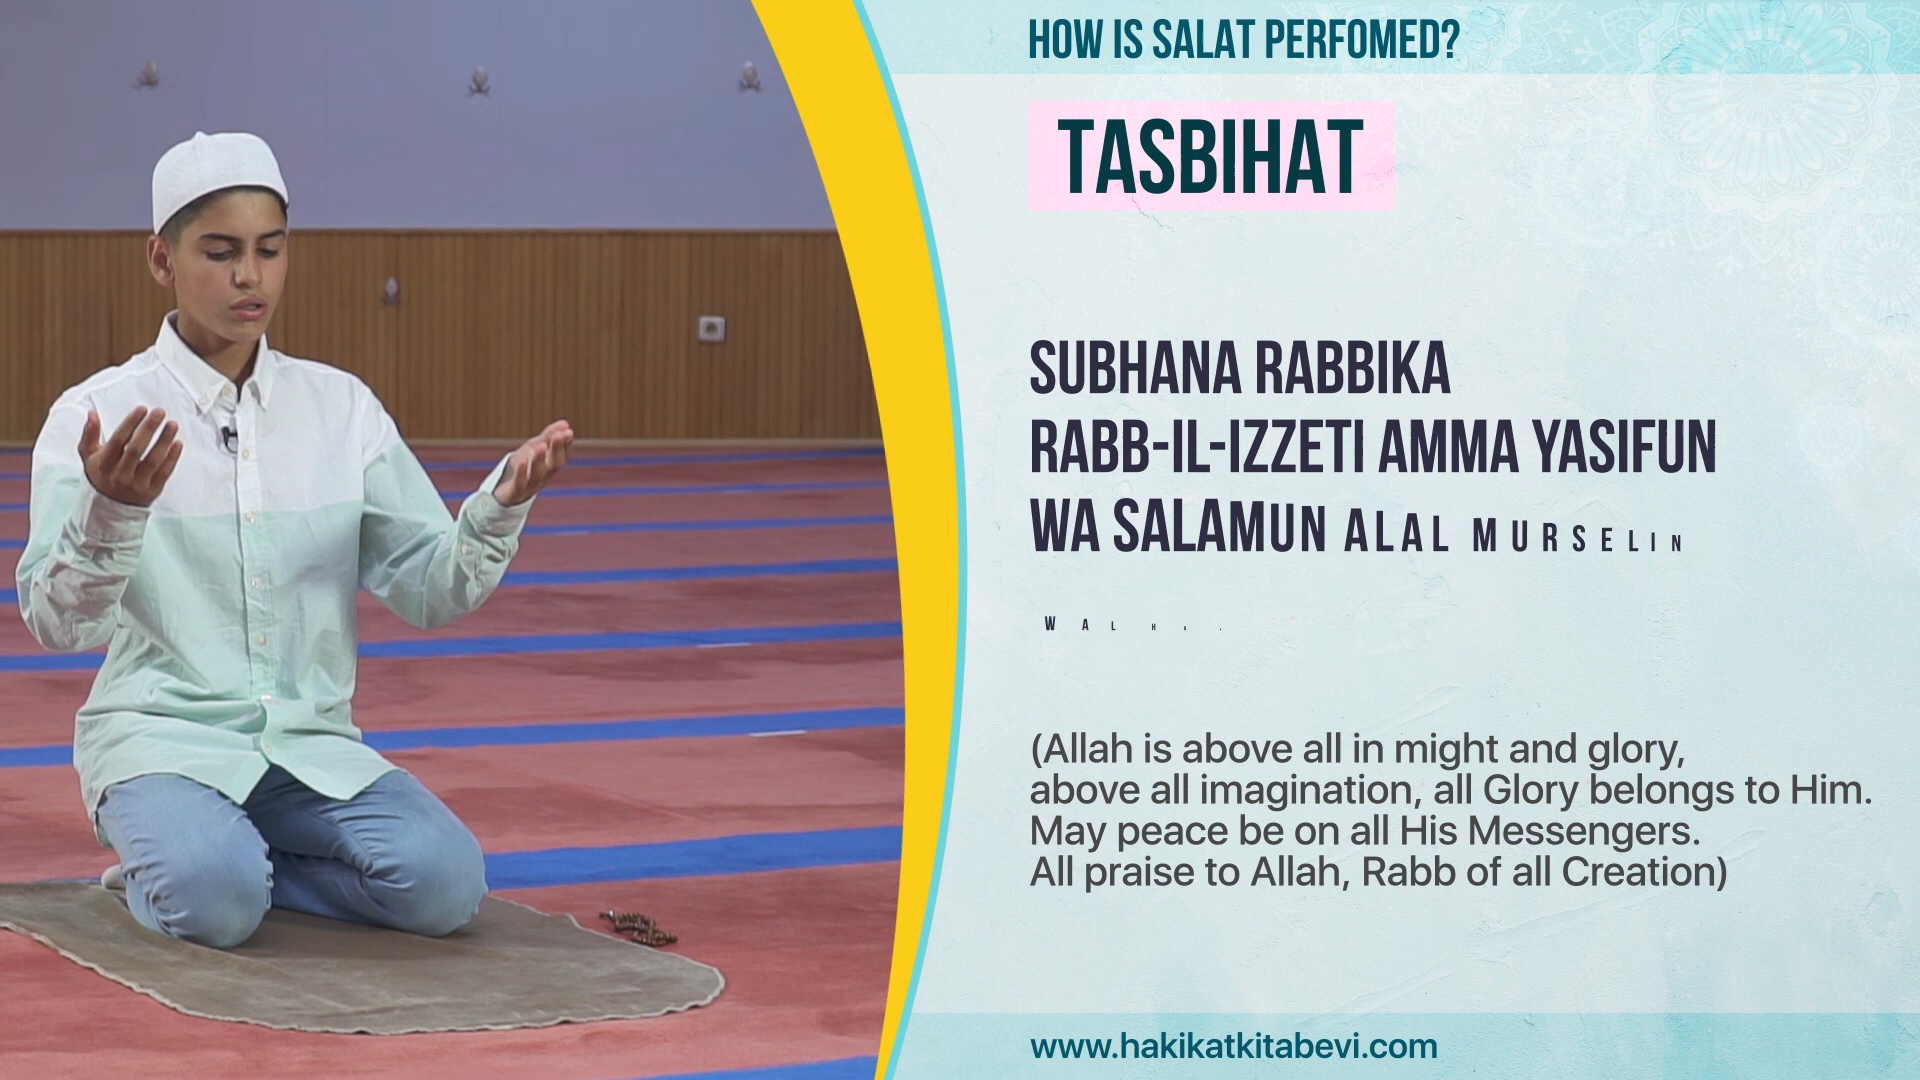 HOW IS SALAT PERFOMED?
TASBIHAT
SUBHANA RABBIKA
RABB-IL-IZZETI AMMA YASIFUN
WA SALAMUN ALAL MURSELIN
(Allah is above all in might and glory,
above all imagination, all Glory belongs to Him.
May peace be on all His Messengers.
All praise to Allah, Rabb of all Creation)
www.hakikatkitabevi.com